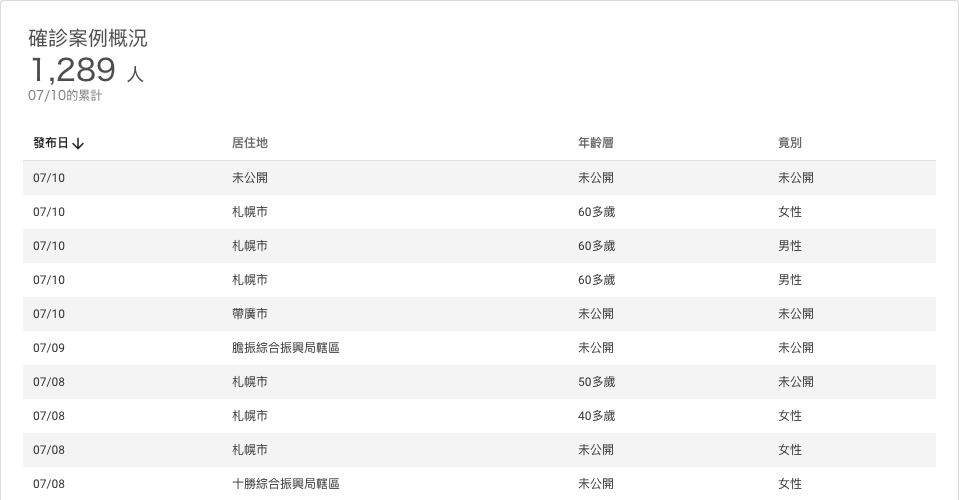 確診案例概況
1,289 人
07/10的累計
發布日↓ 居住地 年齡層 竟別
07/10 未公開 未公開 未公開
07/10 札幌市 60多歲 女性
07/10 札幌市 60多歲 男性
07/10 札幌市 60多歲 男性
07/10 帶廣市 未公開 未公開
07/09 膽振綜合振興局轄區 未公開 未公開
07/08 札幌市 50多歲 未公開
07/08 札幌市 40多歲 女性
07/08 札幌市 未公開 女性
07/08 十勝綜合振興局轄區 未公開 女性